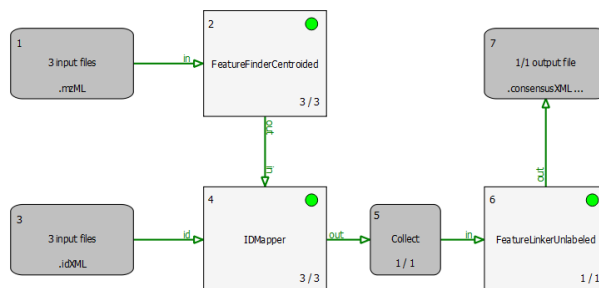 1
3 input files
.mzML
in
2
FeatureFinderCentroided
3 / 3
7
1/1 output file
.consensusXML ...
out
in
out
3
3 input files
.idXML
id
4
IDMapper
3 / 3
out
5
Collect
1 / 1
in
6
FeatureLinkerUnlabeled
1 / 1